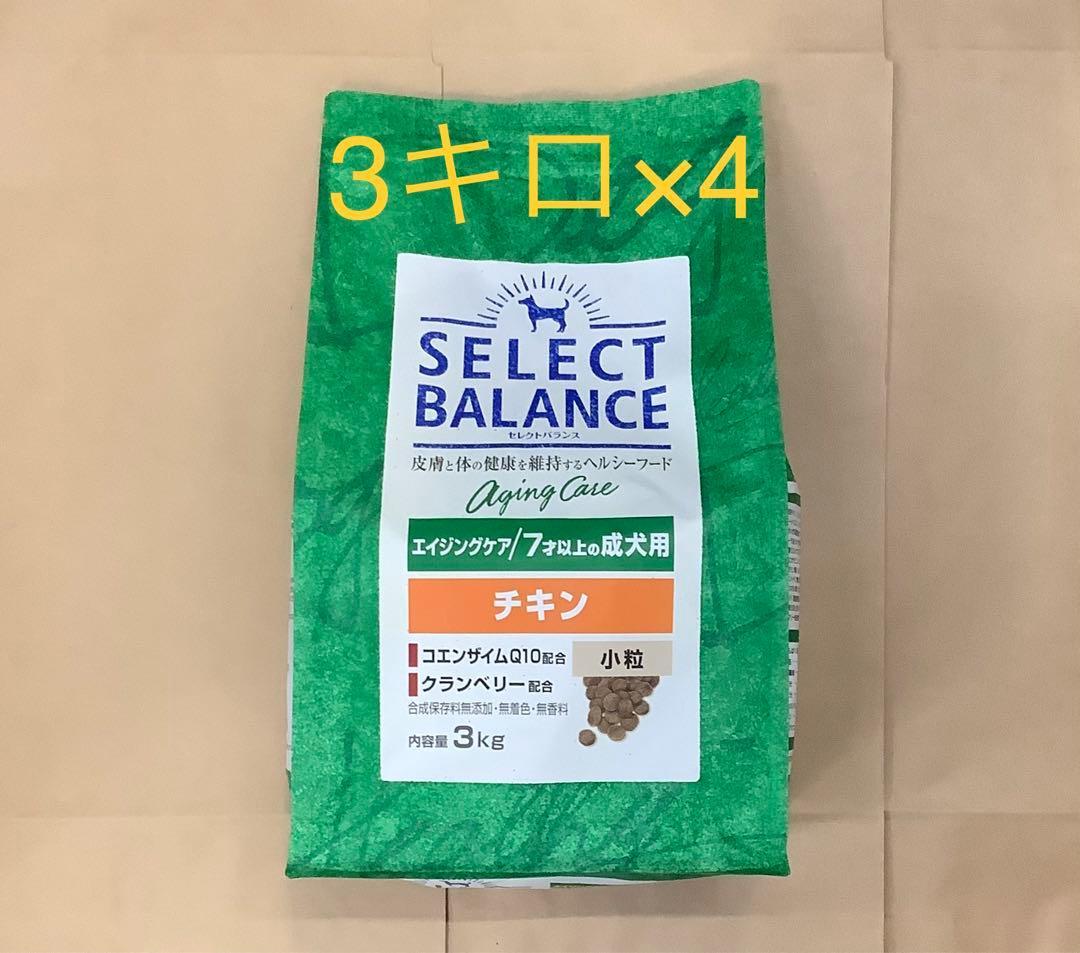 3キロ×4
SELECT
BALANCE
セレクトバランス
皮膚と体の健康を維持するヘルシーフード
Aging Care
エイジングケア/7才以上の成犬用
チキン
コエンザイムQ10配合
小粒
クランベリー配合
合成保存料無添加・無着色・無香料
内容量3kg